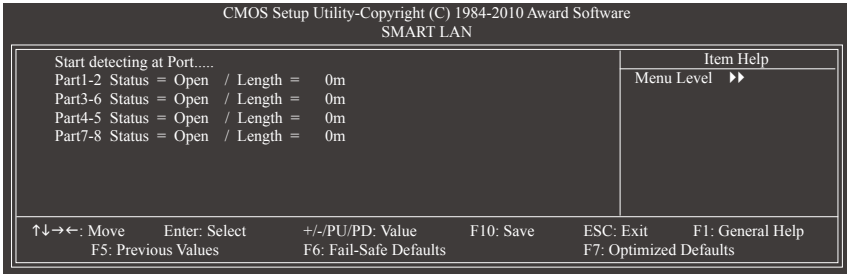 CMOS Setup Utility-Copyright (C) 1984-2010 Award Software
SMART LAN
Start detecting at Port.....
Part1-2 Status = Open / Length = 0m
Part3-6 Status = Open / Length = 0m
Part4-5 Status = Open / Length = 0m
Part7-8 Status = Open / Length = 0m
Item Help
Menu Level ▶▶
↑↓→←: Move Enter: Select +/-/PU/PD: Value F10: Save ESC: Exit F1: General Help
F5: Previous Values F6: Fail-Safe Defaults F7: Optimized Defaults